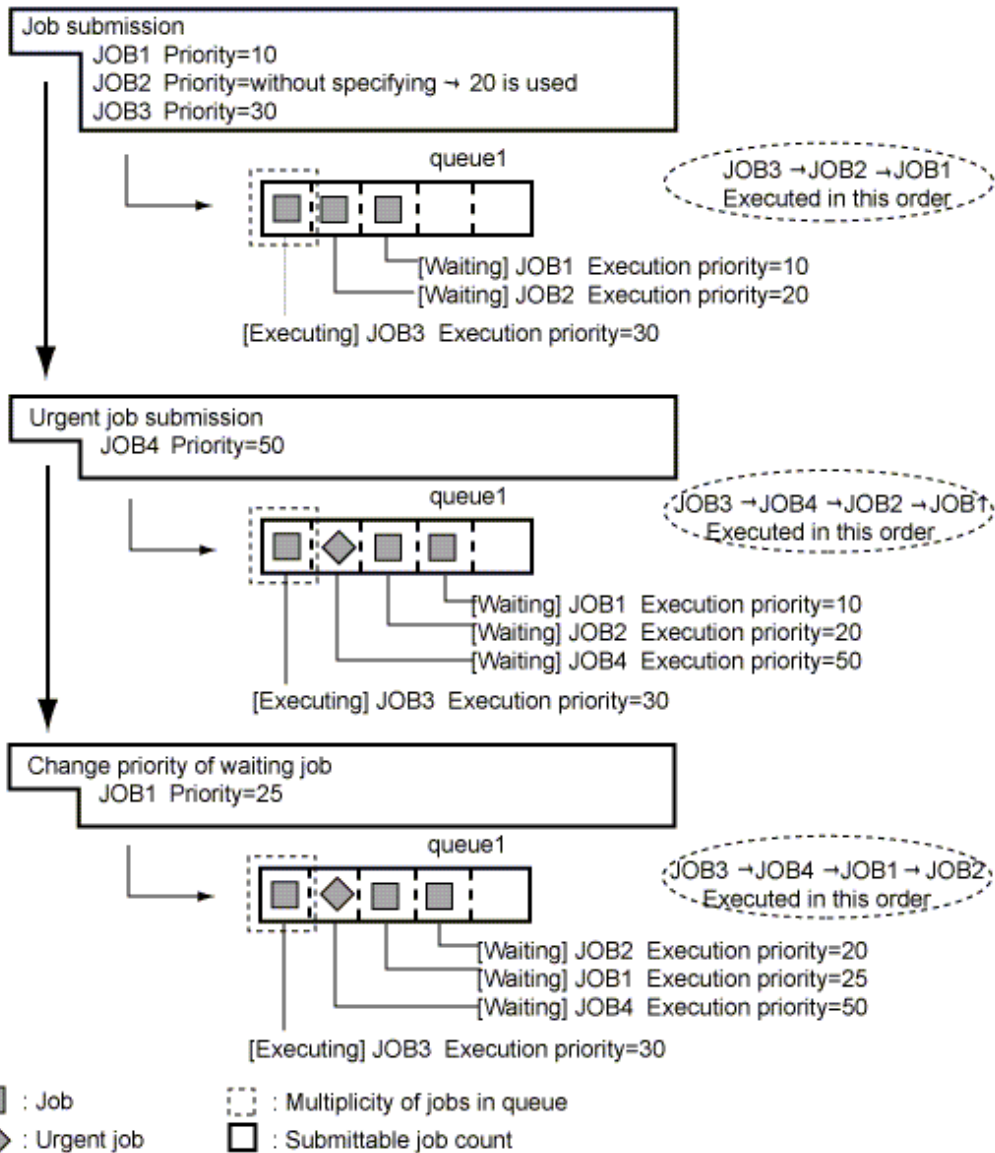 Job submission
JOB1 Priority=10
JOB2 Priority=without specifying → 20 is used
JOB3 Priority=30
queue1
JOB3 →JOB2 →JOB1
Executed in this order
[Waiting] JOB1 Execution priority=10
[Waiting] JOB2 Execution priority=20
[Executing] JOB3 Execution priority=30
Urgent job submission
JOB4 Priority=50
queue1
JOB3 →JOB4 →JOB2 →JOB1
Executed in this order
[Waiting] JOB1 Execution priority=10
[Waiting] JOB2 Execution priority=20
[Waiting] JOB4 Execution priority=50
[Executing] JOB3 Execution priority=30
Change priority of waiting job
JOB1 Priority=25
queue1
JOB3 →JOB4 →JOB1 → JOB2
Executed in this order
[Waiting] JOB2 Execution priority=20
[Waiting] JOB1 Execution priority=25
[Waiting] JOB4 Execution priority=50
[Executing] JOB3 Execution priority=30
: Job
: Multiplicity of jobs in queue
: Urgent job
: Submittable job count